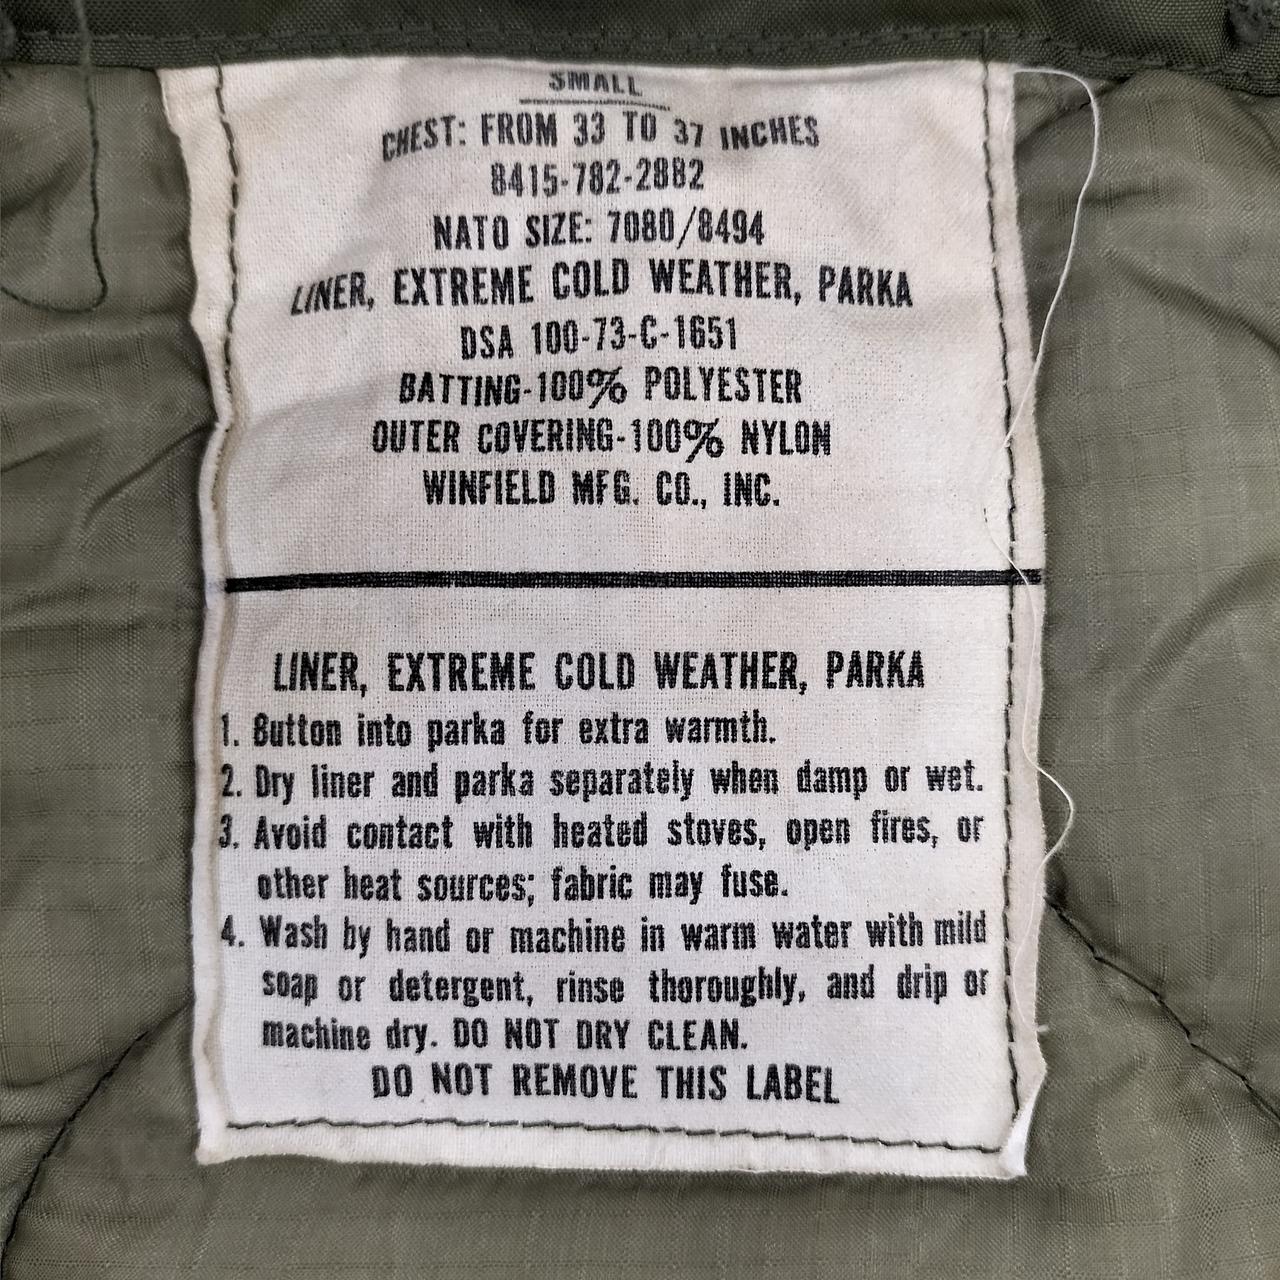 SMALL
CHEST: FROM 33 TO 37 INCHES
8415-782-2882
NATO SIZE: 7080/8494
LINER, EXTREME COLD WEATHER, PARKA
DSA 100-73-C-1651
BATTING-100% POLYESTER
OUTER COVERING-100% NYLON
WINFIELD MFG. CO., INC.
LINER, EXTREME COLD WEATHER, PARKA
1. Button into parka for extra warmth.
2. Dry liner and parka separately when damp or wet.
3. Avoid contact with heated stoves, open fires, or
other heat sources; fabric may fuse.
4. Wash by hand or machine in warm water with mild
soap or detergent, rinse thoroughly, and drip or
machine dry. DO NOT DRY CLEAN.
DO NOT REMOVE THIS LABEL